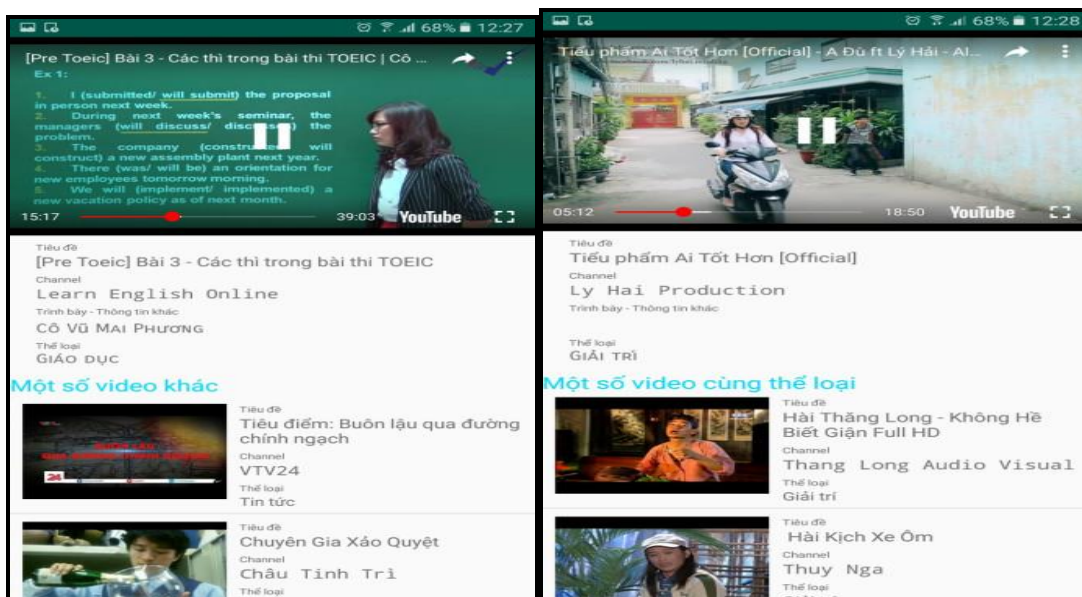 68% 12:27
[Pre Toeic] Bài 3 - Các thì trong bài thi TOEIC | Cô ...
Ex 1:
1. I (submitted/ will submit) the proposal
in person next week.
2. During next week's seminar, the
managers (will discuss/ the
problem.
3. The company will
construct) a new assembly plant next year.
4. There (was/ will be) an orientation for
new employees tomorrow morning.
5. We will (implement/ implemented) a
new vacation policy as of next month.
15:17 39:03 YouTube
Tiêu đề
[Pre Toeic] Bài 3 - Các thì trong bài thi TOEIC
Channel
Learn English Online
Trình bày - Thông tin khác
CÔ VŨ MAI PHƯƠNG
Thể loại
GIÁO DỤC
Một số video khác
Tiêu đề
Tiêu điểm: Buôn lậu qua đường
chính ngạch
Channel
VTV24
Thể loại
Tin tức
24
Tiêu đề
Chuyên Gia Xảo Quyệt
Channel
Châu Tinh Trì
Thể loại
68% 12:28
Tiểu phẩm Ai Tốt Hơn [Official] - A Đù ft Lý Hải - Al...
05:12 18:50 YouTube
Tiêu đề
Tiểu phẩm Ai Tốt Hơn [Official]
Channel
Ly Hai Production
Trình bày - Thông tin khác
Thể loại
GIẢI TRÌ
Một số video cùng thể loại
Tiêu đề
Hài Thăng Long - Không Hề
Biết Giận Full HD
Channel
Thang Long Audio Visual
Thể loại
Giải trí
Tiêu đề
Hài Kịch Xe Ôm
Channel
Thuy Nga
Thể loại